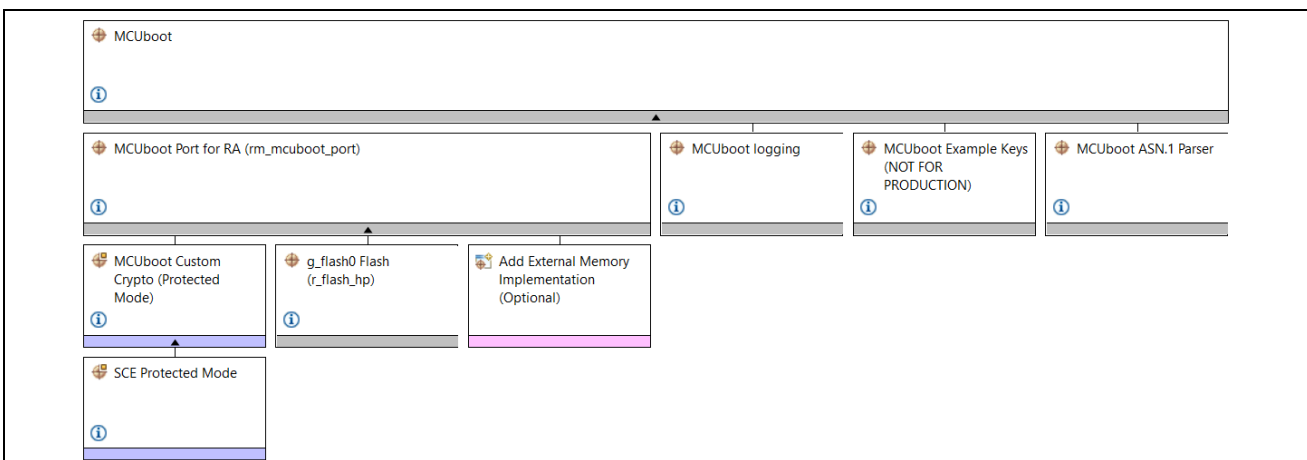 MCUboot
MCUboot Port for RA (rm_mcuboot_port)
MCUboot logging
MCUboot Example Keys
(NOT FOR
PRODUCTION)
MCUboot ASN.1 Parser
MCUboot Custom
Crypto (Protected
Mode)
g_flash0 Flash
(r_flash_hp)
Add External Memory
Implementation
(Optional)
SCE Protected Mode